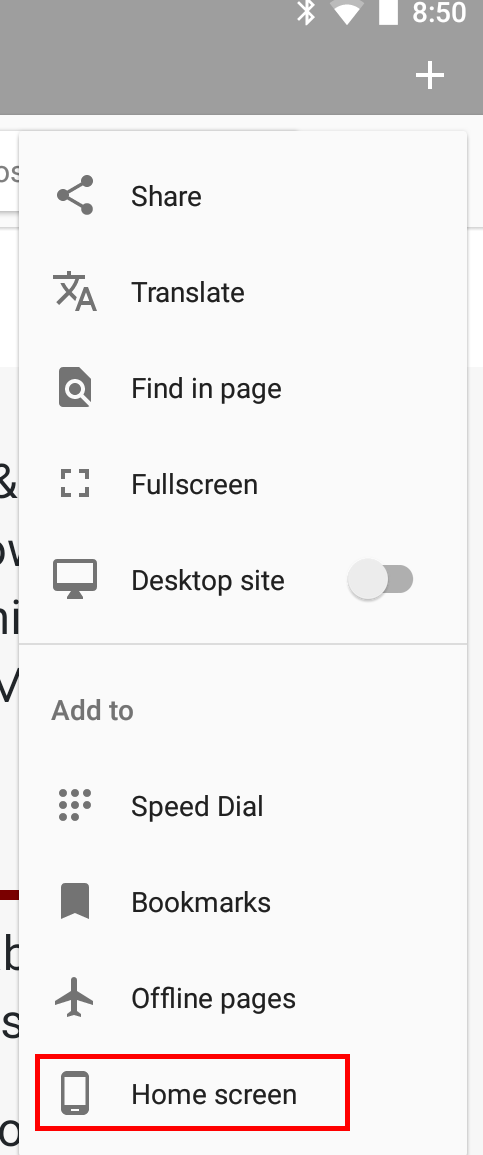 8:50
Share
Translate
Find in page
Fullscreen
Desktop site
Add to
Speed Dial
Bookmarks
Offline pages
Home screen